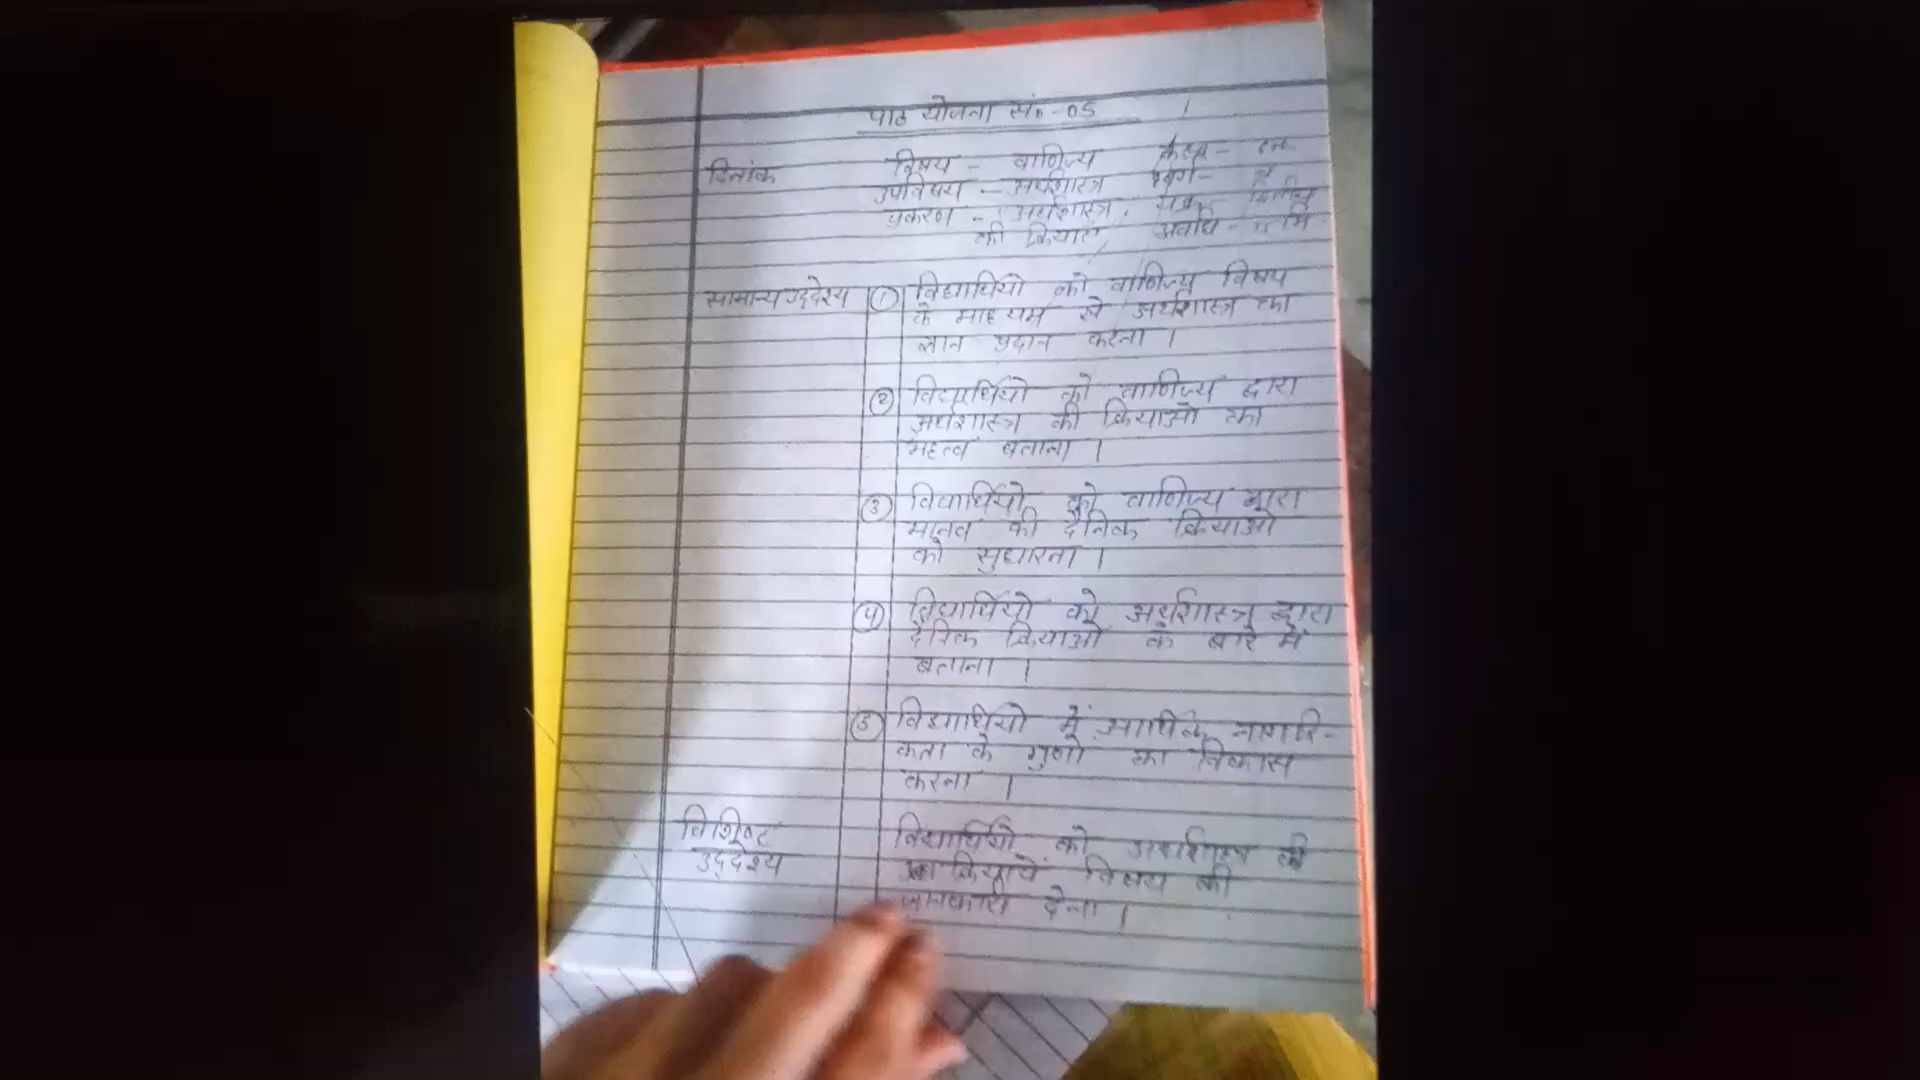 पाठ योजना सं०-05
दिनांक
विषय - वाणिज्य
उपविषय - अर्थशास्त्र वर्ग-
प्रकरण - अर्थशास्त्र
की क्रियाएं अवधि-
सामान्य उद्देश्य ① विद्यार्थियो को वाणिज्य विषय
के माध्यम से अर्थशास्त्र का
ज्ञान प्रदान करना ।
② विद्यार्थियो को वाणिज्य द्वारा
अर्थशास्त्र की क्रियाओ का
महत्व बताना ।
③ विद्यार्थियो को वाणिज्य द्वारा
मानव की दैनिक क्रियाओ
को सुधारना ।
④ विद्यार्थियो को अर्थशास्त्र द्वारा
दैनिक क्रियाओ के बारे में
बताना ।
⑤ विद्यार्थियो में आर्थिक नागरि-
कता के गुणो का विकास
करना ।
विशिष्ट
उद्देश्य
विद्यार्थियो को अर्थशास्त्र की
क्रियायें विषय की
जानकारी देना ।